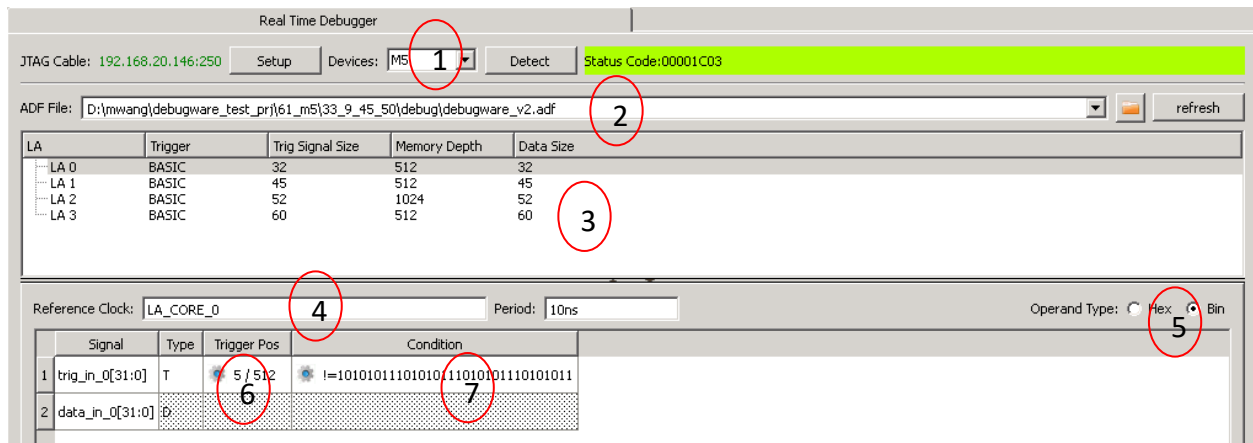 Real Time Debugger
JTAG Cable: 192.168.20.146:250 Setup Devices: M5 1 Detect Status Code:00001C03
ADF File: D:\mwang\debugware_test_prj\61_m5\33_9_45_50\debug\debugware_v2.adf 2 refresh
LA Trigger Trig Signal Size Memory Depth Data Size
LA 0 BASIC 32 512 32
LA 1 BASIC 45 512 45
LA 2 BASIC 52 1024 52
LA 3 BASIC 60 512 60
3
Reference Clock: LA_CORE_0 4 Period: 10ns Operand Type: Hex Bin
5
Signal Type Trigger Pos Condition
1 trig_in_0[31:0] T 5 / 512 !=10101011101010111010101110101011
6 7
2 data_in_0[31:0] D